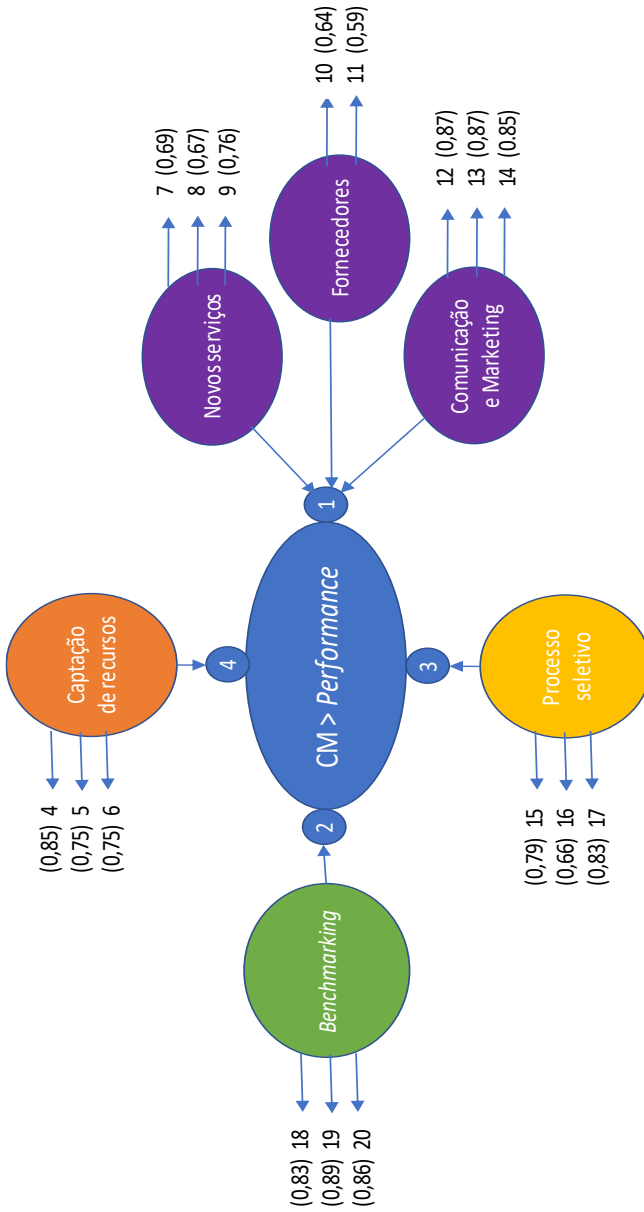 (0,85) 4
(0,75) 5
(0,75) 6
Captação
de recursos
4
7 (0,69)
8 (0,67)
9 (0,76)
Novos serviços
(0,83) 18
(0,89) 19
(0,86) 20
Benchmarking
2
CM > Performance
1
Fornecedores
10 (0,64)
11 (0,59)
3
(0,79) 15
(0,66) 16
(0,83) 17
Processo
seletivo
Comunicação
e Marketing
12 (0,87)
13 (0,87)
14 (0.85)